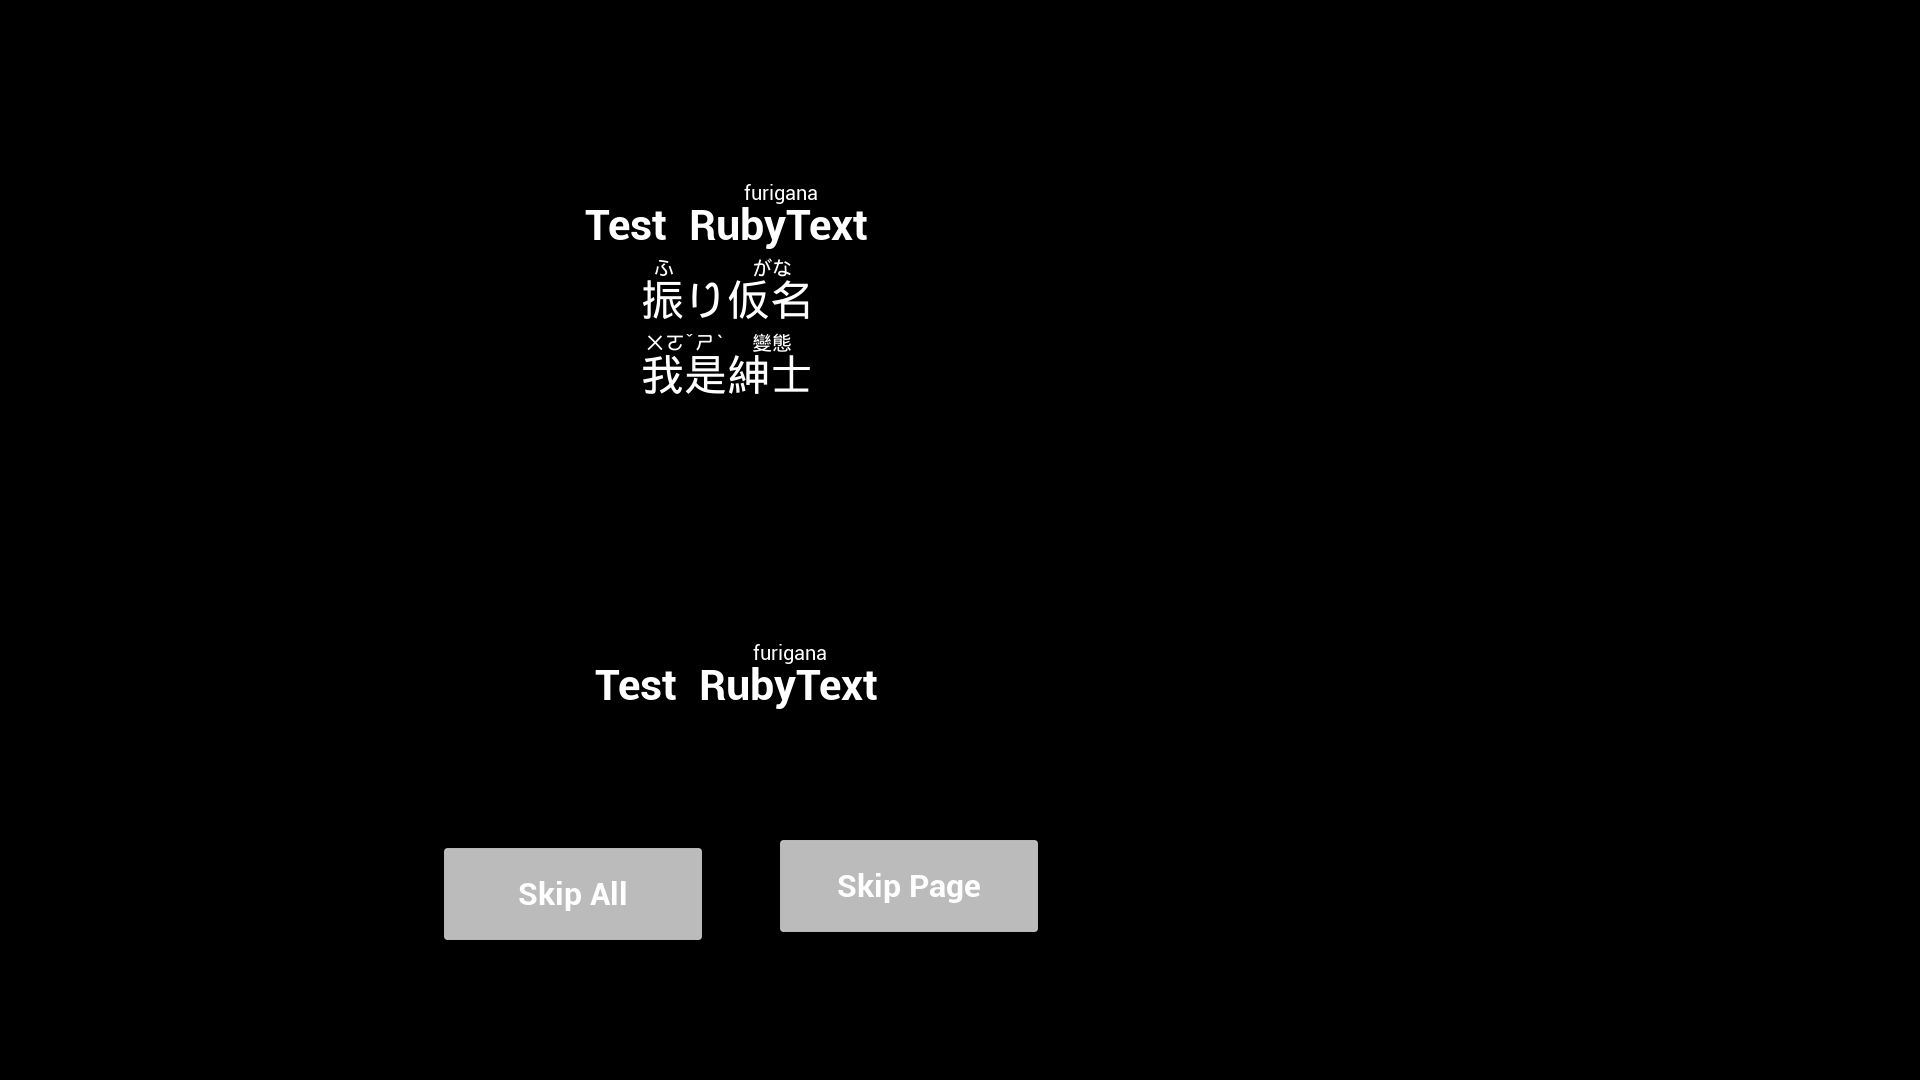 furigana
Test RubyText
ふ がな
振り仮名
ㄨㄛˇㄕˋ 變態
我是紳士
furigana
Test RubyText
Skip All
Skip Page